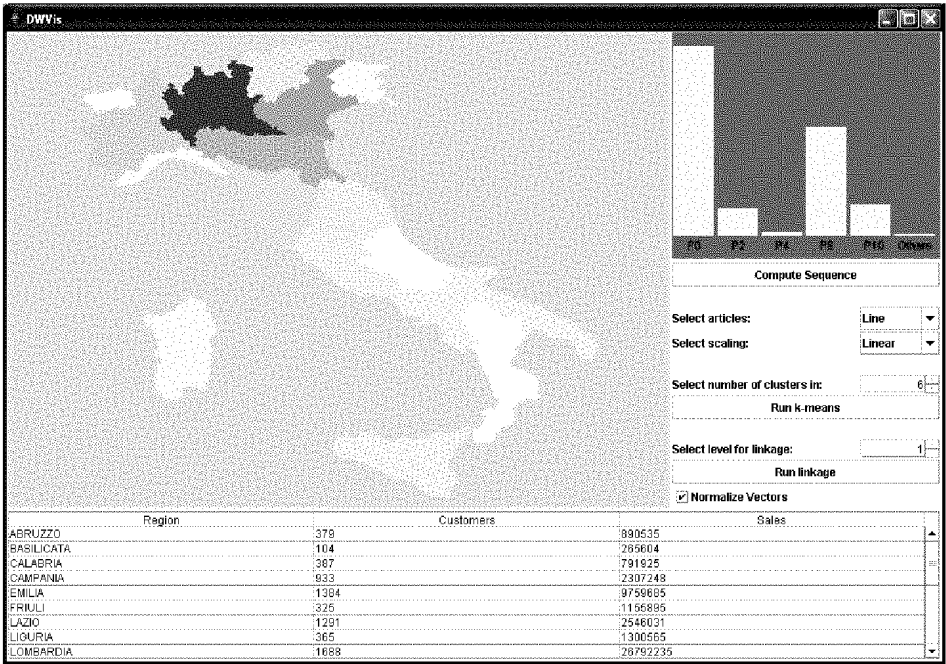 DWVis
P0 P2 P4 P8 P16 Others
Compute Sequence
Select articles: Line
Select scaling: Linear
Select number of clusters in: 6
Run k-means
Select level for linkage: 1
Run linkage
Normalize Vectors
Region Customers Sales
ABRUZZO 379 890535
BASILICATA 104 265604
CALABRIA 387 791925
CAMPANIA 933 2307248
EMILIA 1384 9759685
FRIULI 325 1156895
LAZIO 1291 2546031
LIGURIA 365 1300565
LOMBARDIA 1688 26792235